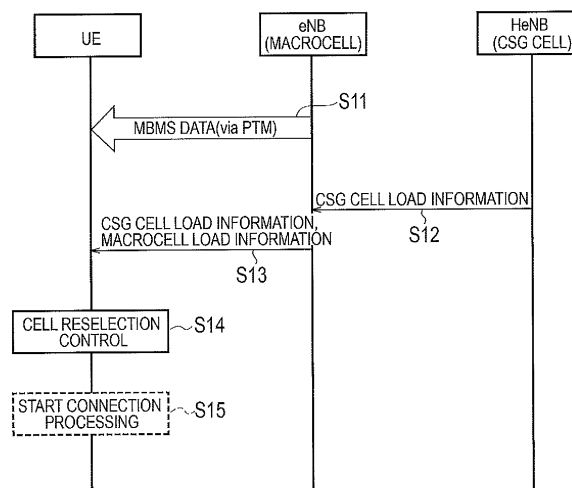 UE
eNB
(MACROCELL)
HeNB
(CSG CELL)
S11
MBMS DATA(via PTM)
CSG CELL LOAD INFORMATION
S12
CSG CELL LOAD INFORMATION,
MACROCELL LOAD INFORMATION
S13
CELL RESELECTION
CONTROL
S14
START CONNECTION
PROCESSING
S15